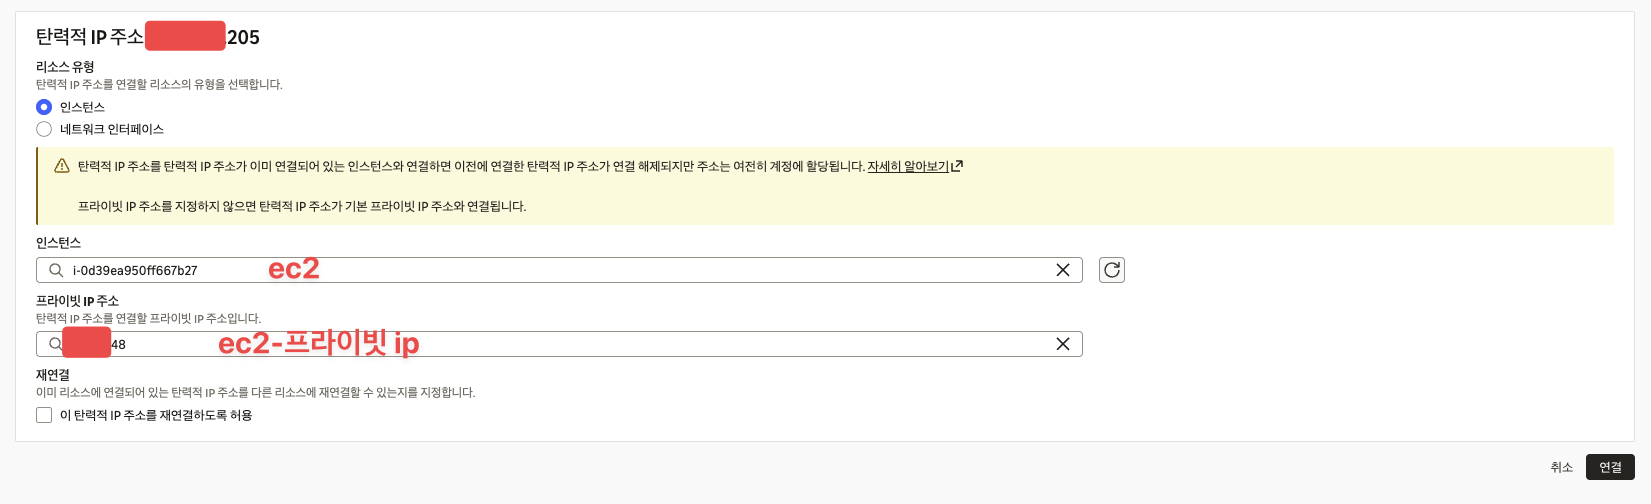 탄력적 IP 주소 205
리소스 유형
탄력적 IP 주소를 연결할 리소스의 유형을 선택합니다.
인스턴스
네트워크 인터페이스
탄력적 IP 주소를 탄력적 IP 주소가 이미 연결되어 있는 인스턴스와 연결하면 이전에 연결한 탄력적 IP 주소가 연결 해제되지만 주소는 여전히 계정에 할당됩니다. 자세히 알아보기
프라이빗 IP 주소를 지정하지 않으면 탄력적 IP 주소가 기본 프라이빗 IP 주소와 연결됩니다.
인스턴스
i-0d39ea950ff667b27 ec2
프라이빗 IP 주소
탄력적 IP 주소를 연결할 프라이빗 IP 주소입니다.
48 ec2-프라이빗 ip
재연결
이미 리소스에 연결되어 있는 탄력적 IP 주소를 다른 리소스에 재연결할 수 있는지를 지정합니다.
이 탄력적 IP 주소를 재연결하도록 허용
취소 연결